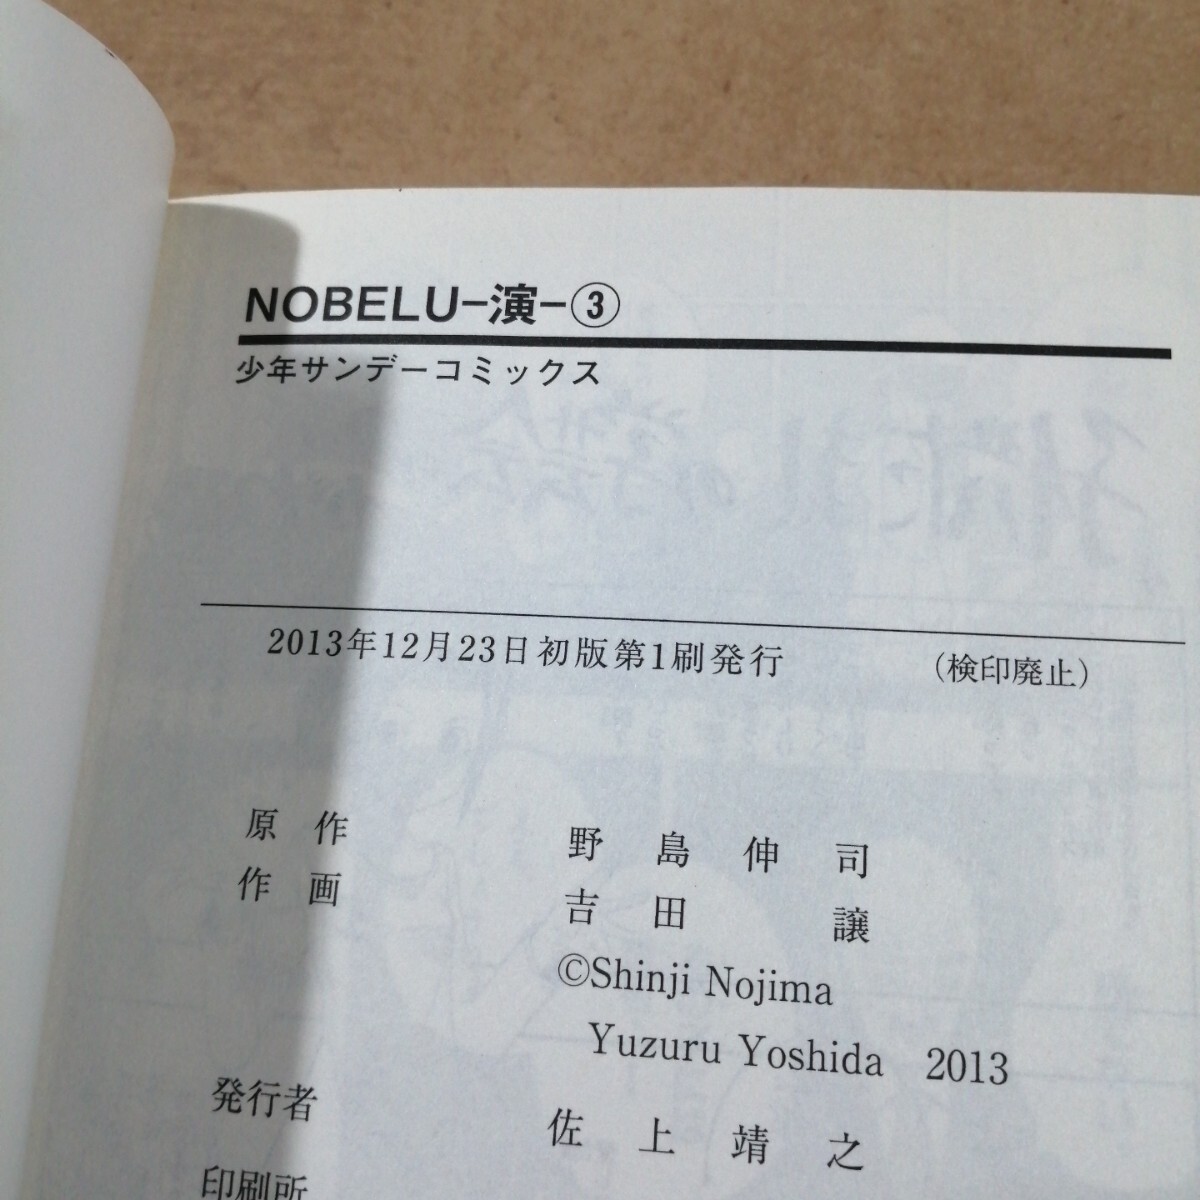 NOBELU−演−③
少年サンデーコミックス
2013年12月23日初版第1刷発行　（検印廃止）
原作　野島伸司
作画　吉田　譲
©Shinji Nojima
Yuzuru Yoshida　2013
発行者　佐上靖之
印刷所